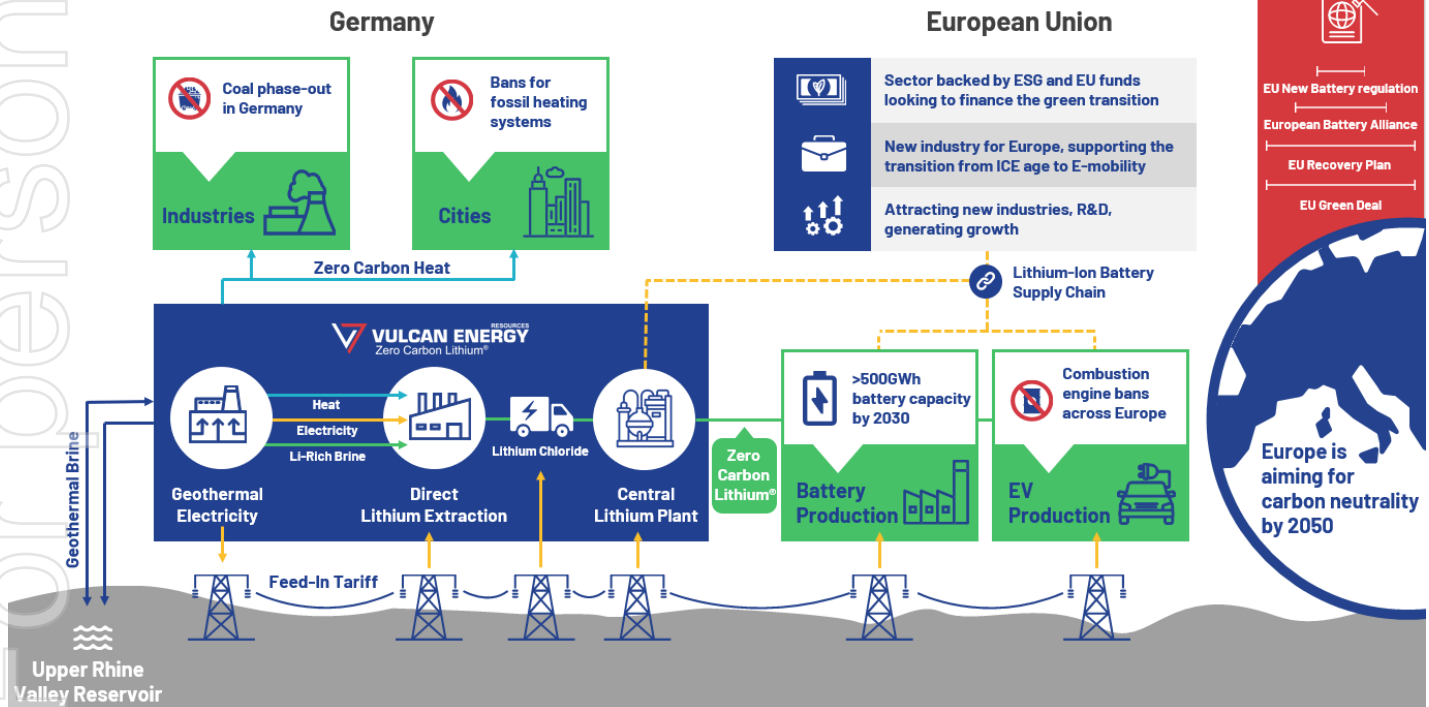 Germany
European Union
Coal phase-out
in Germany
Bans for
fossil heating
systems
Industries
Cities
Zero Carbon Heat
Sector backed by ESG and EU funds
looking to finance the green transition
New industry for Europe, supporting the
transition from ICE age to E-mobility
Attracting new industries, R&D,
generating growth
Lithium-Ion Battery
Supply Chain
EU New Battery regulation
European Battery Alliance
EU Recovery Plan
EU Green Deal
Europe is
aiming for
carbon neutrality
by 2050
VULCAN ENERGY
RESOURCES
Zero Carbon Lithium®
Heat
Electricity
Li-Rich Brine
Lithium Chloride
Geothermal
Electricity
Direct
Lithium Extraction
Central
Lithium Plant
Zero
Carbon
Lithium®
>500GWh
battery capacity
by 2030
Battery
Production
Combustion
engine bans
across Europe
EV
Production
Geothermal Brine
Feed-In Tariff
Upper Rhine
Valley Reservoir
or person